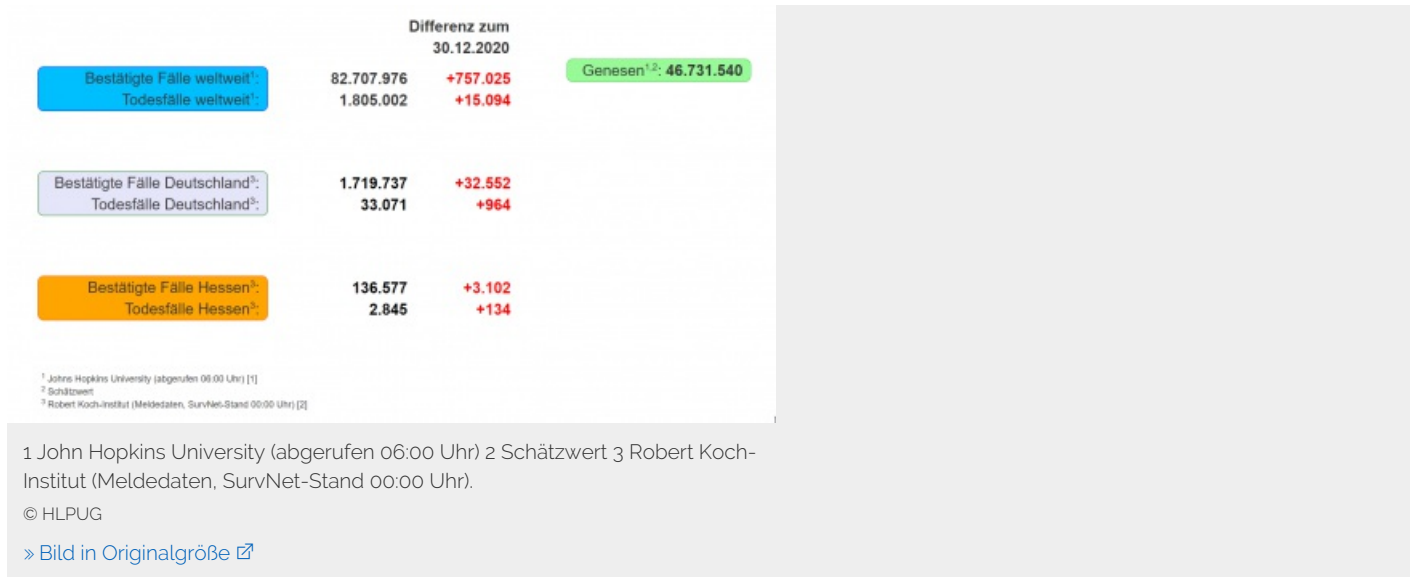 Differenz zum
30.12.2020
Bestätigte Fälle weltweit¹: 82.707.976 +757.025 Genesen¹,²: 46.731.540
Todesfälle weltweit¹: 1.805.002 +15.094
Bestätigte Fälle Deutschland³: 1.719.737 +32.552
Todesfälle Deutschland³: 33.071 +964
Bestätigte Fälle Hessen³: 136.577 +3.102
Todesfälle Hessen³: 2.845 +134
¹ Johns Hopkins University (abgerufen 06:00 Uhr) [1]
² Schätzwert
³ Robert Koch-Institut (Meldedaten, SurvNet-Stand 00:00 Uhr) [2]
1 John Hopkins University (abgerufen 06:00 Uhr) 2 Schätzwert 3 Robert Koch-
Institut (Meldedaten, SurvNet-Stand 00:00 Uhr).
© HLPUG
» Bild in Originalgröße